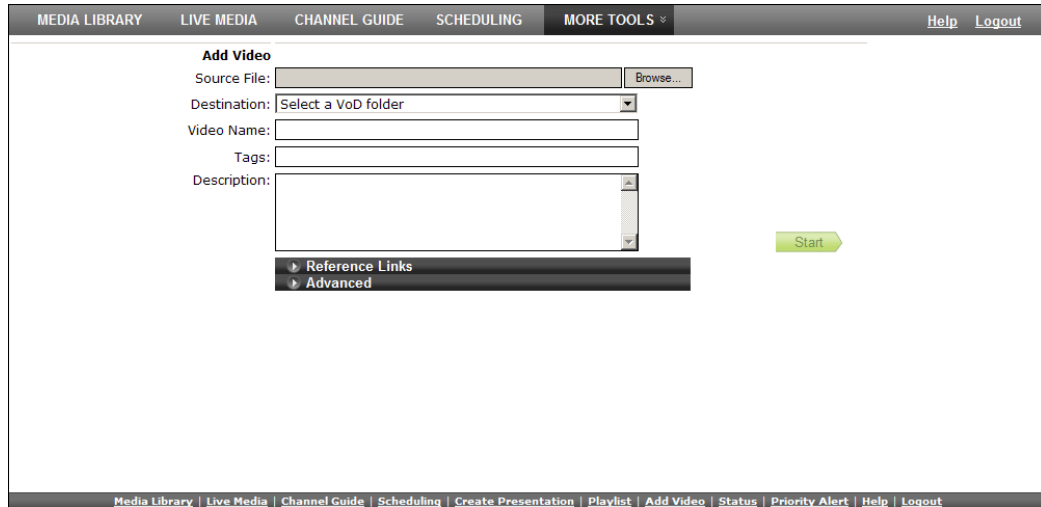 MEDIA LIBRARY LIVE MEDIA CHANNEL GUIDE SCHEDULING MORE TOOLS Help Logout
Add Video
Source File: Browse...
Destination: Select a VoD folder
Video Name:
Tags:
Description:
Start
Reference Links
Advanced
Media Library | Live Media | Channel Guide | Scheduling | Create Presentation | Playlist | Add Video | Status | Priority Alert | Help | Logout